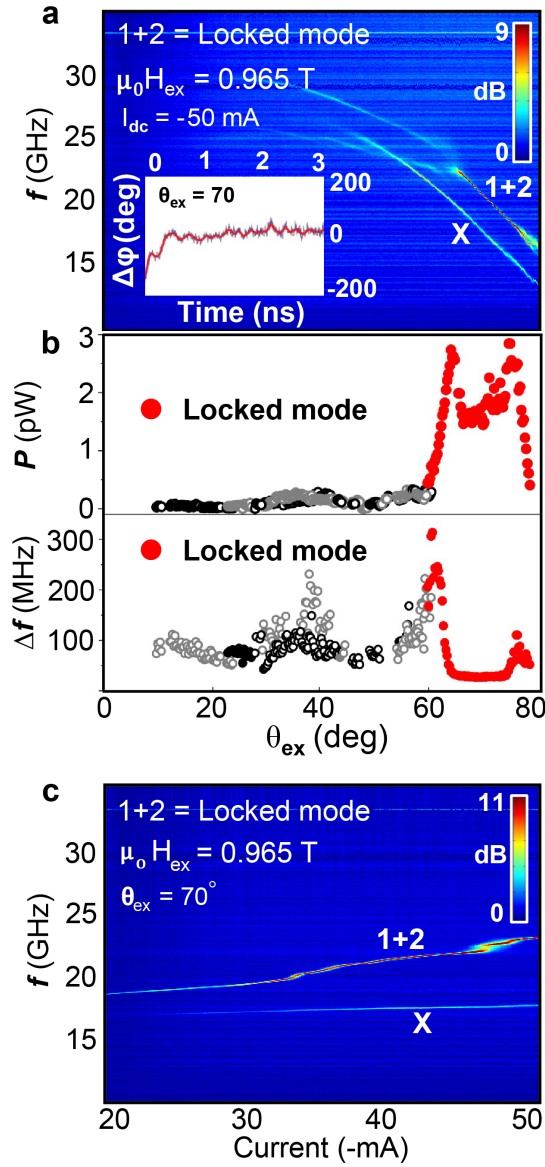 a
1+2 = Locked mode
μ₀Hₑₓ = 0.965 T
I_dc = -50 mA
9
dB
0
35
30
25
20
15
f (GHz)
0 1 2 3
θₑₓ = 70
200
0
-200
Δφ (deg)
Time (ns)
1+2
X
b
3
2
1
0
P (pW)
Locked mode
Locked mode
300
200
100
Δf (MHz)
0 20 40 60 80
θₑₓ (deg)
c
1+2 = Locked mode
μ₀Hₑₓ = 0.965 T
θₑₓ = 70°
11
dB
0
30
25
20
15
f (GHz)
1+2
X
20 30 40 50
Current (-mA)